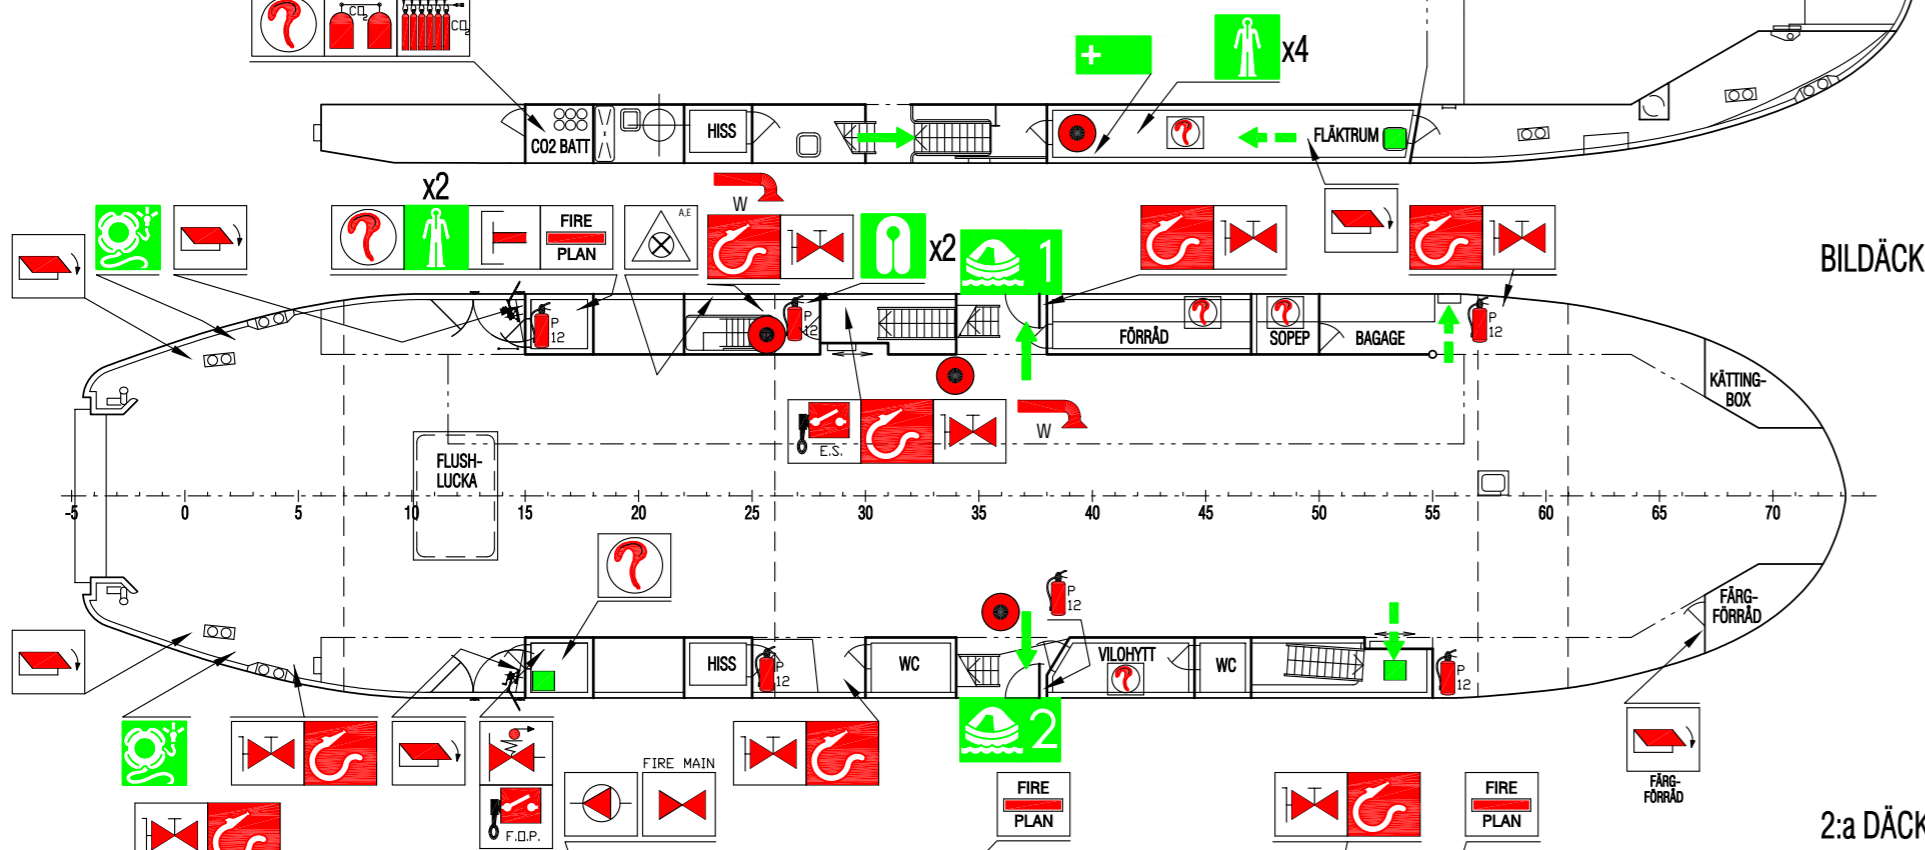 CO2
CO2
x4
+
CO2 BATT
HISS
FLÄKTRUM
x2
W
A,E
FIRE
PLAN
x2
1
BILDÄCK
P
12
P
12
P
12
FÖRRÅD
SOPEP
BAGAGE
KÄTTING-
BOX
E.S.
W
FLUSH-
LUCKA
-5 0 5 10 15 20 25 30 35 40 45 50 55 60 65 70
P
12
FÄRG-
FÖRRÅD
HISS
P
12
WC
VILOHYTT
WC
P
12
2
FIRE MAIN
F.O.P.
FIRE
PLAN
FIRE
PLAN
FÄRG-
FÖRRÅD
2:a DÄCK